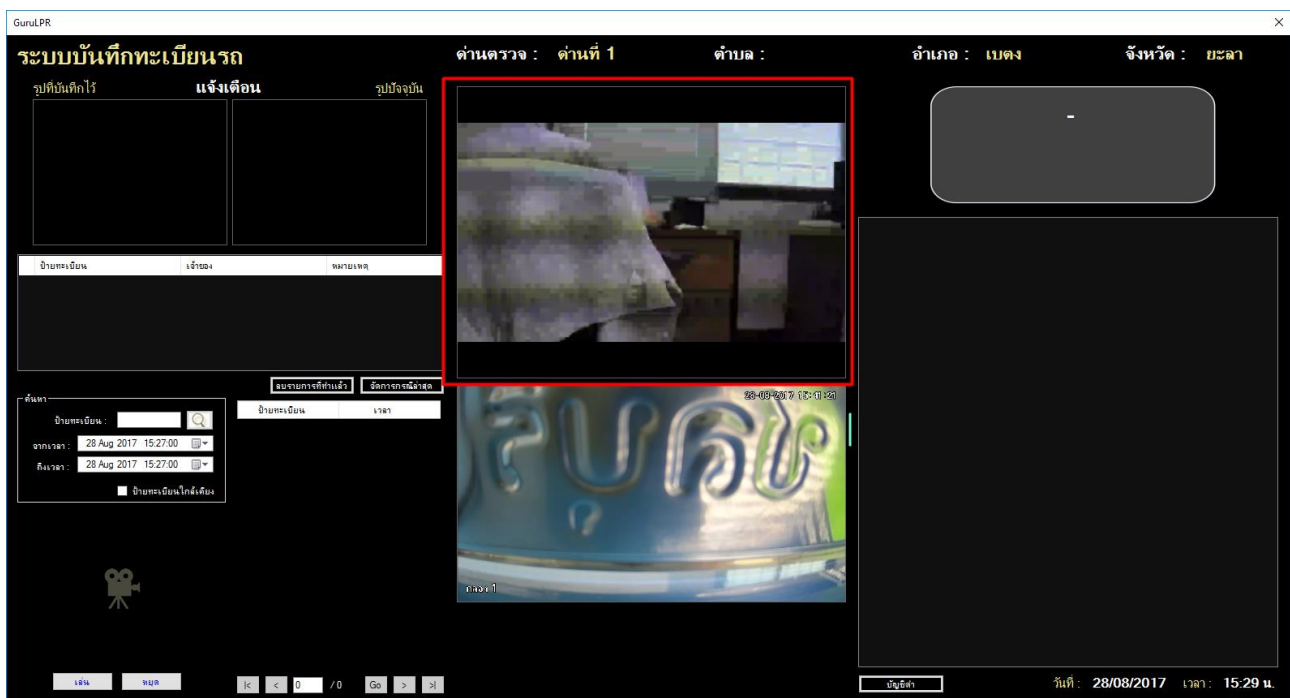 GuruLPR
ระบบบันทึกทะเบียนรถ
ด่านตรวจ : ด่านที่ 1 ตำบล : อำเภอ : เบตง จังหวัด : ยะลา
รูปที่บันทึกไว้ แจ้งเตือน รูปปัจจุบัน
-
ป้ายทะเบียน เจ้าของ หมายเหตุ
ลบรายการที่ทำแล้ว จัดการกรณีล่าสุด
ค้นหา
ป้ายทะเบียน :
จากเวลา : 28 Aug 2017 15:27:00
ถึงเวลา : 28 Aug 2017 15:27:00
ป้ายทะเบียนใกล้เคียง
ป้ายทะเบียน เวลา
28-08-2017 15:41:21
กล้อง 1
เล่น หยุด
|< < 0 / 0 Go > >|
บัญชีดำ วันที่ : 28/08/2017 เวลา : 15:29 น.